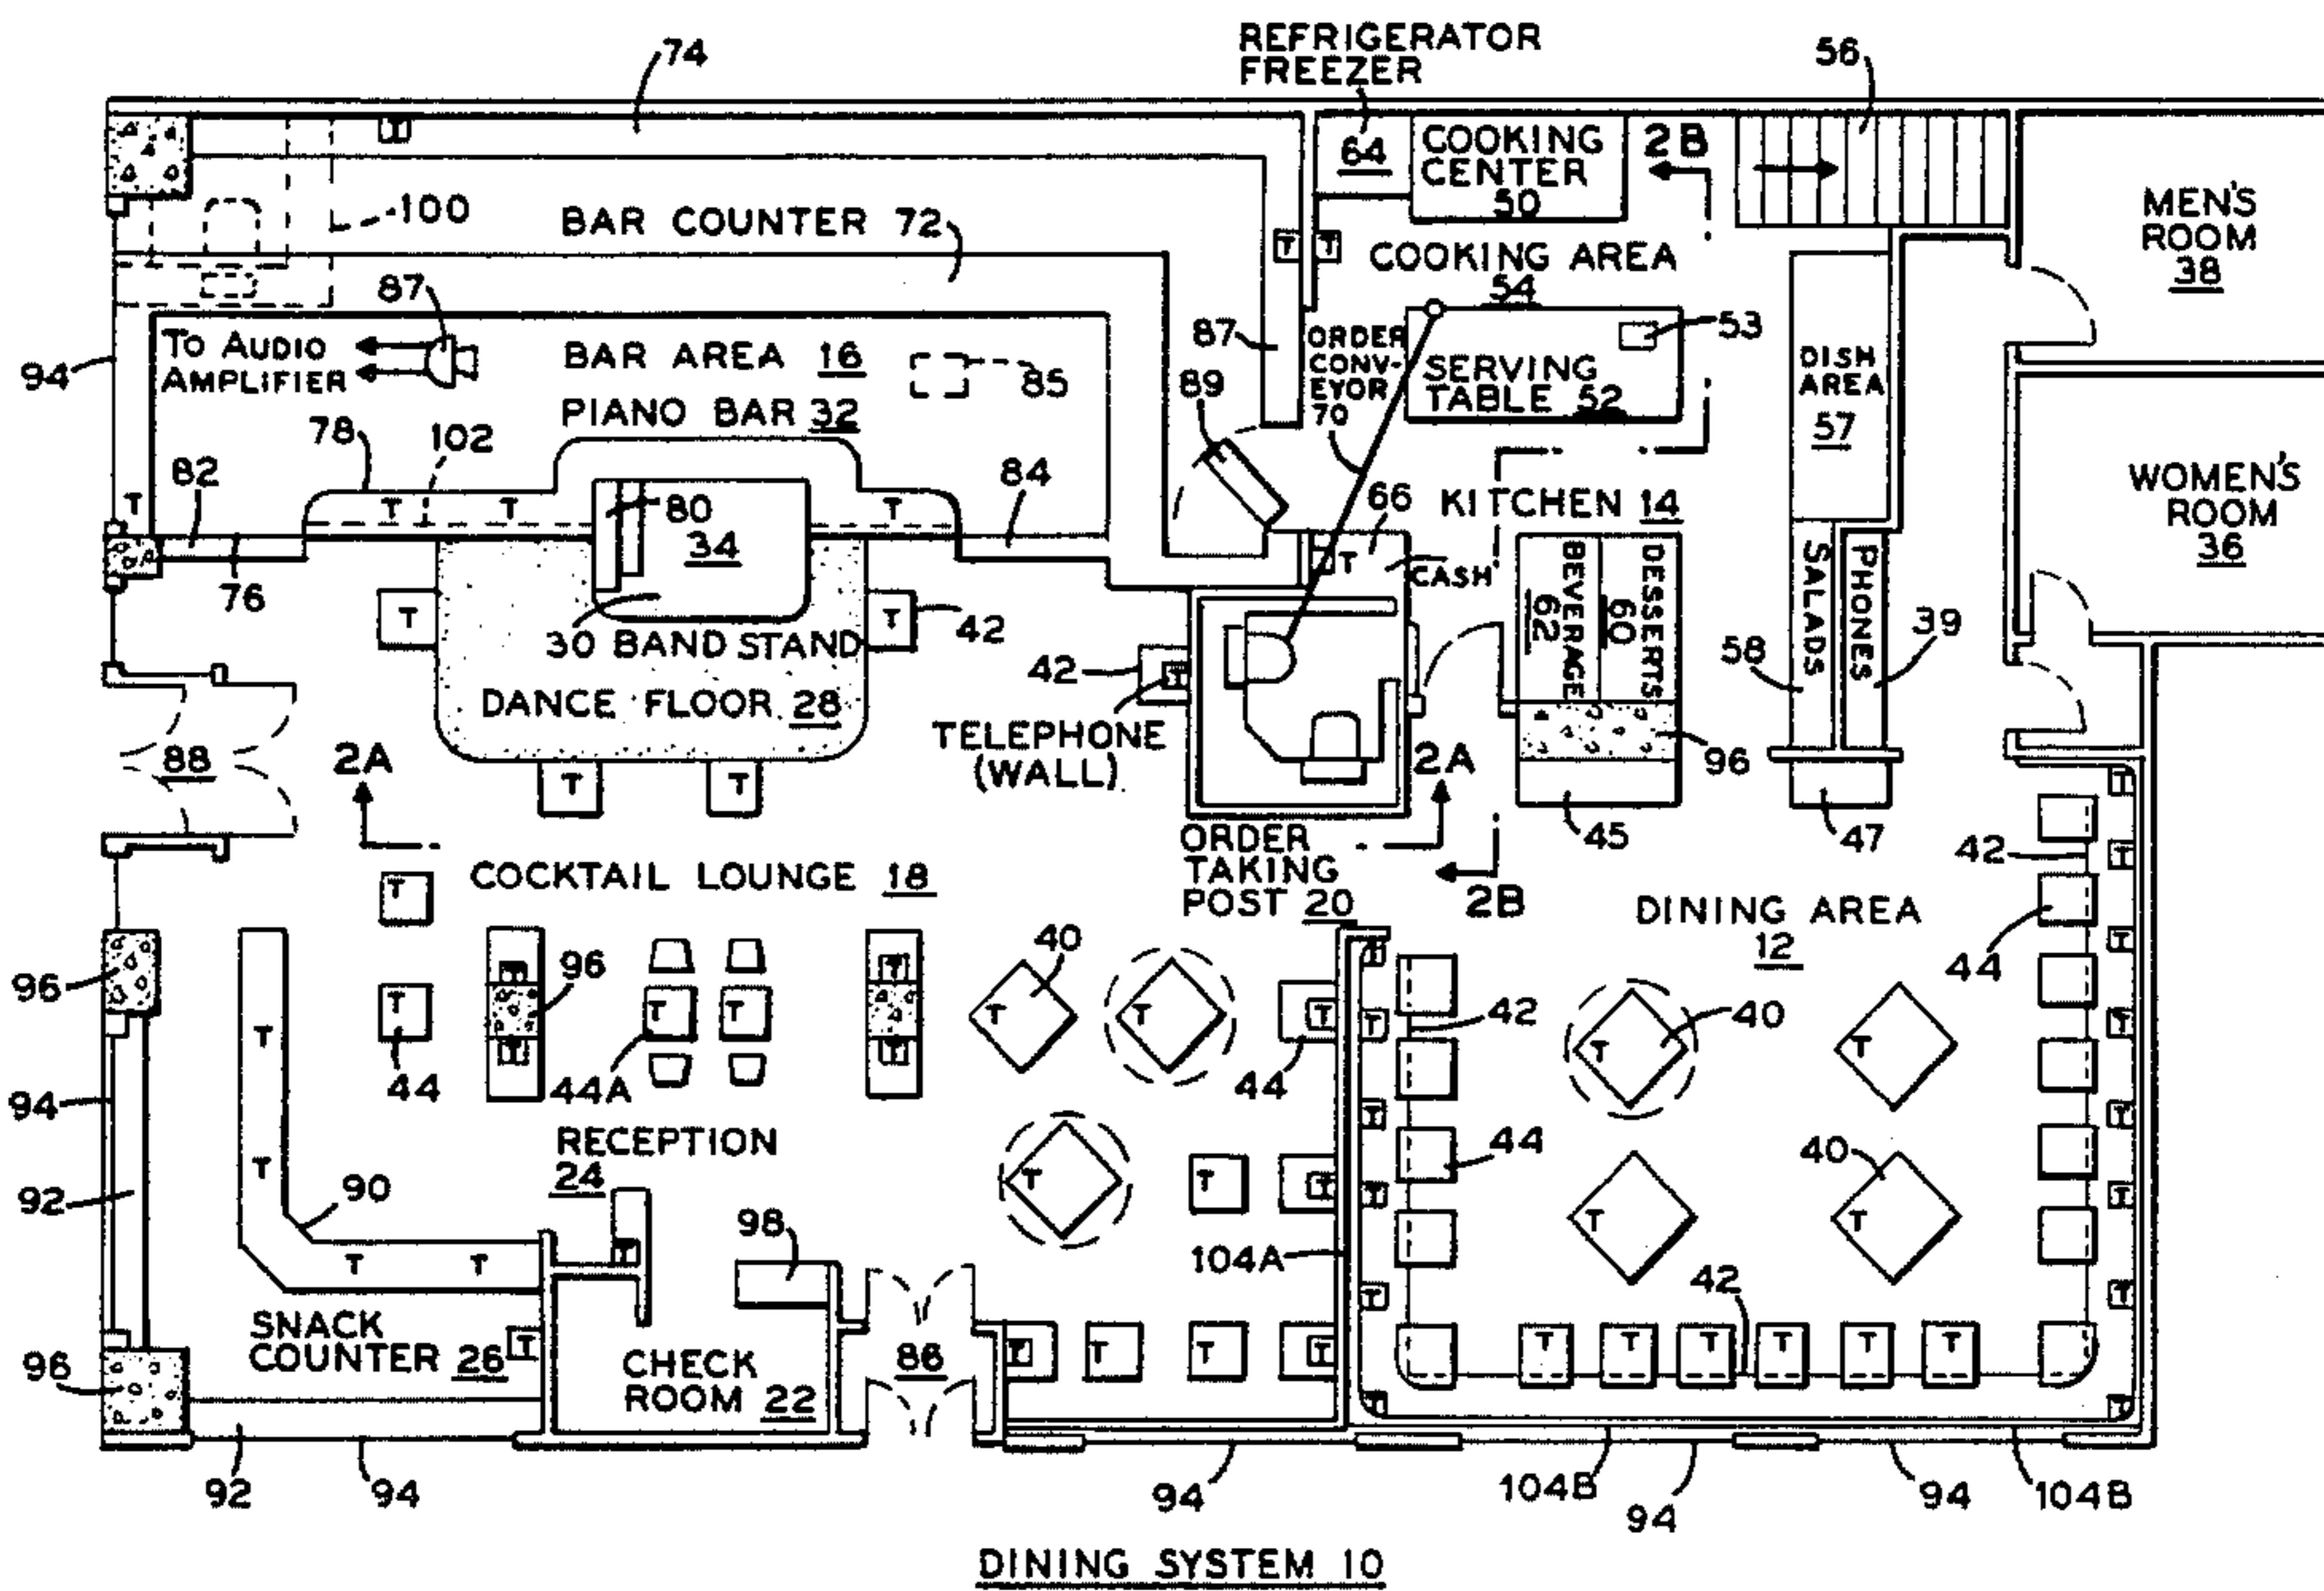 REFRIGERATOR
FREEZER
74
56
64
COOKING
CENTER
50
2B
MEN'S
ROOM
38
100
BAR COUNTER 72
T
T
T
COOKING AREA
54
87
TO AUDIO
AMPLIFIER
BAR AREA 16
85
87
ORDER
CONV-
EYOR
70
53
SERVING
TABLE 52
DISH
AREA
57
94
89
PIANO BAR 32
78
102
82
T
T
T
T
80
34
84
66
KITCHEN 14
WOMEN'S
ROOM
36
76
T
CASH
BEVERAGE
62
DESSERTS
60
SALADS
PHONES
39
T
T
42
30 BAND STAND
42
T
58
DANCE FLOOR 28
TELEPHONE
(WALL)
88
2A
T
T
2A
96
45
47
T
ORDER
TAKING
POST 20
2B
COCKTAIL LOUNGE 18
T
42
T
DINING AREA
12
44
T
96
T
T
96
T
T
T
40
T
T
T
42
T
40
T
T
T
44
T
44A
T
T
44
94
RECEPTION
24
T
T
44
40
T
92
T
90
T
T
T
T
T
T
T
T
98
T
104A
42
T
T
SNACK
COUNTER 26
T
CHECK
ROOM 22
86
T
T
T
T
T
T
T
T
T
T
96
T
T
92
94
94
104B
94
94
104B
DINING SYSTEM 10